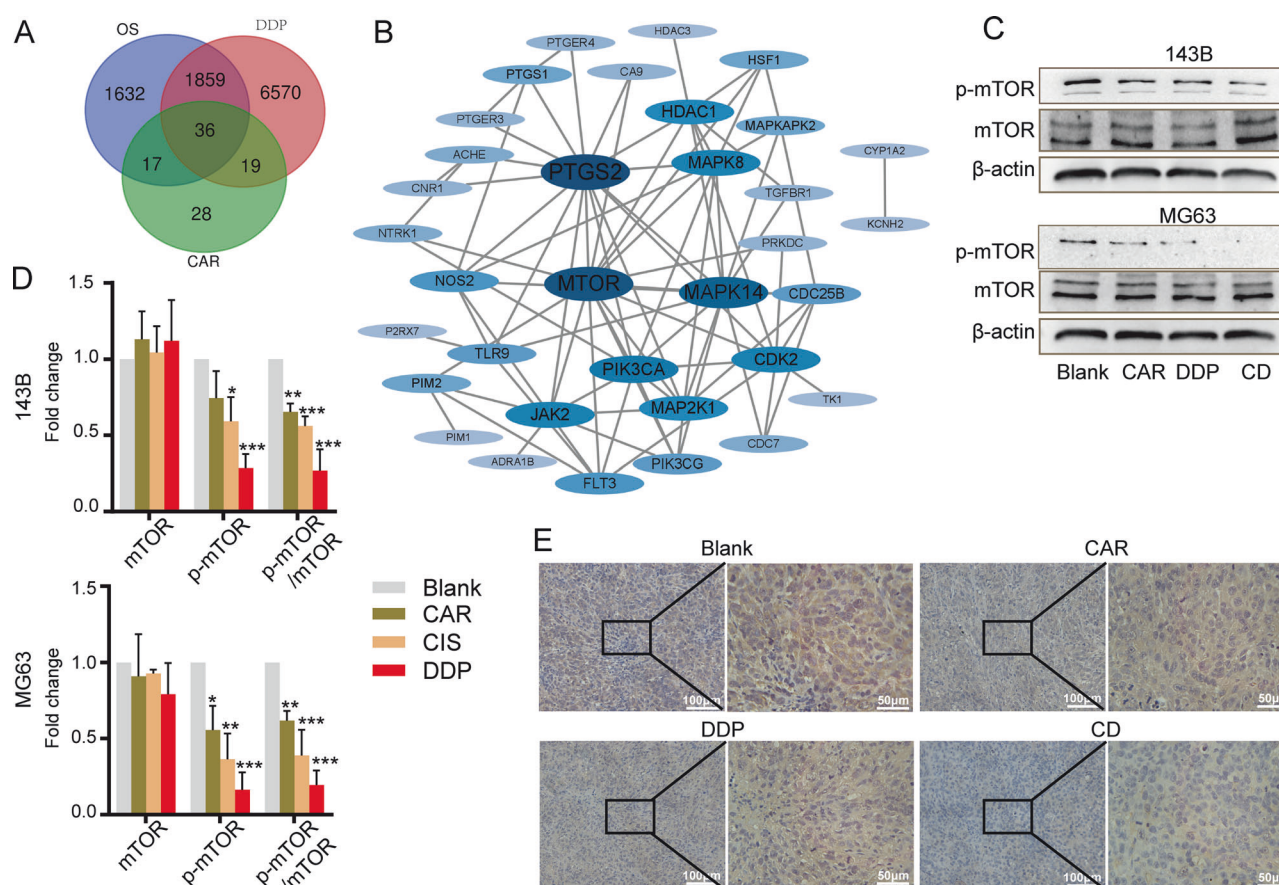 A
OS
DDP
1632
1859
6570
36
17
19
28
CAR
B
HDAC3
PTGER4
HSF1
PTGS1
CA9
HDAC1
PTGER3
MAPKAPK2
ACHE
PTGS2
MAPK8
CYP1A2
CNR1
TGFBR1
KCNH2
NTRK1
PRKDC
NOS2
MTOR
MAPK14
CDC25B
P2RX7
TLR9
PIK3CA
CDK2
PIM2
JAK2
MAP2K1
TK1
PIM1
CDC7
ADRA1B
PIK3CG
FLT3
C
143B
p-mTOR
mTOR
β-actin
MG63
p-mTOR
mTOR
β-actin
Blank CAR DDP CD
D
143B
Fold change
1.5
1.0
0.5
0.0
* *** ** *** ***
mTOR
p-mTOR
p-mTOR
/mTOR
MG63
Fold change
1.5
1.0
0.5
0.0
* ** *** ** *** ***
mTOR
p-mTOR
p-mTOR
/mTOR
Blank
CAR
CIS
DDP
E
Blank
CAR
100μm
50μm
100μm
50μm
DDP
CD
100μm
50μm
100μm
50μ